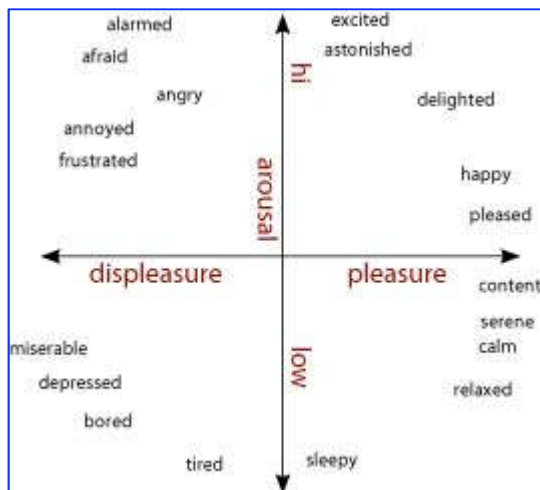 alarmed
excited
afraid
astonished
hi
angry
delighted
annoyed
frustrated
arousal
happy
pleased
displeasure
pleasure
content
serene
miserable
calm
low
depressed
relaxed
bored
tired
sleepy